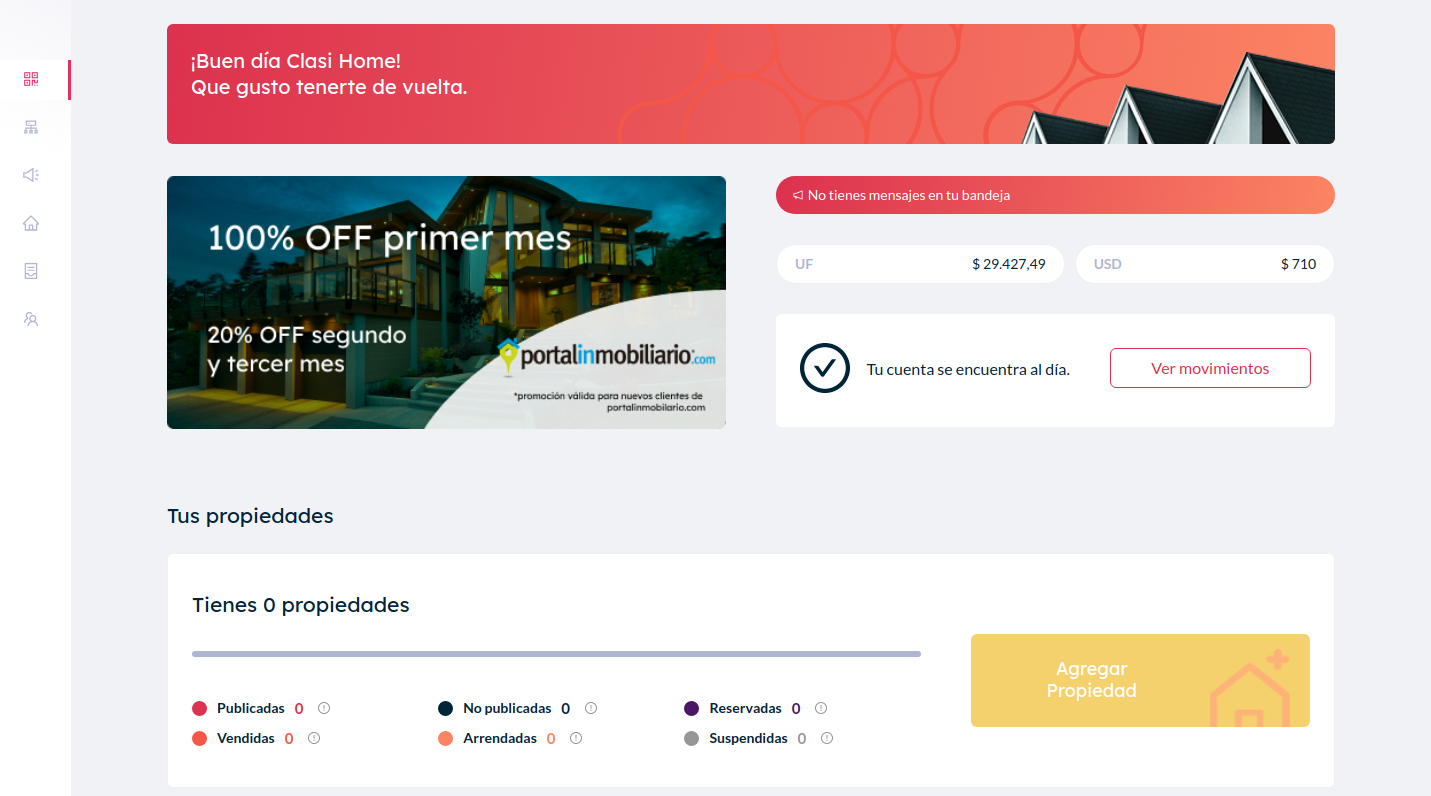 ¡Buen día Clasi Home!
Que gusto tenerte de vuelta.
100% OFF primer mes
20% OFF segundo
y tercer mes
portalinmobiliario.com
*promoción válida para nuevos clientes de
portalinmobilario.com
No tienes mensajes en tu bandeja
UF $ 29.427,49
USD $ 710
Tu cuenta se encuentra al día.
Ver movimientos
Tus propiedades
Tienes 0 propiedades
Publicadas 0
No publicadas 0
Reservadas 0
Vendidas 0
Arrendadas 0
Suspendidas 0
Agregar
Propiedad